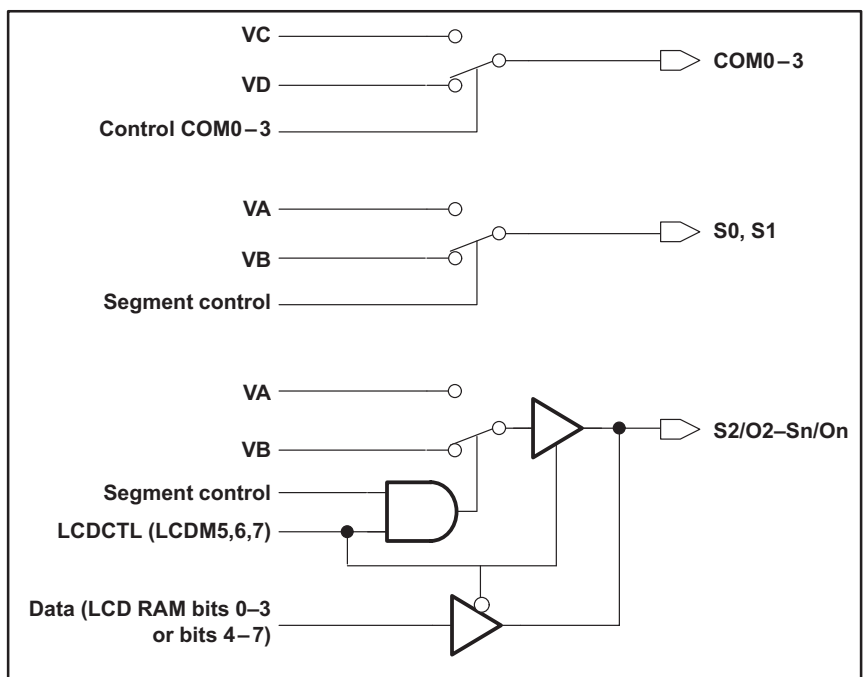 VC
COM0–3
VD
Control COM0–3
VA
S0, S1
VB
Segment control
VA
VB
S2/O2–Sn/On
Segment control
LCDCTL (LCDM5,6,7)
Data (LCD RAM bits 0–3
or bits 4–7)